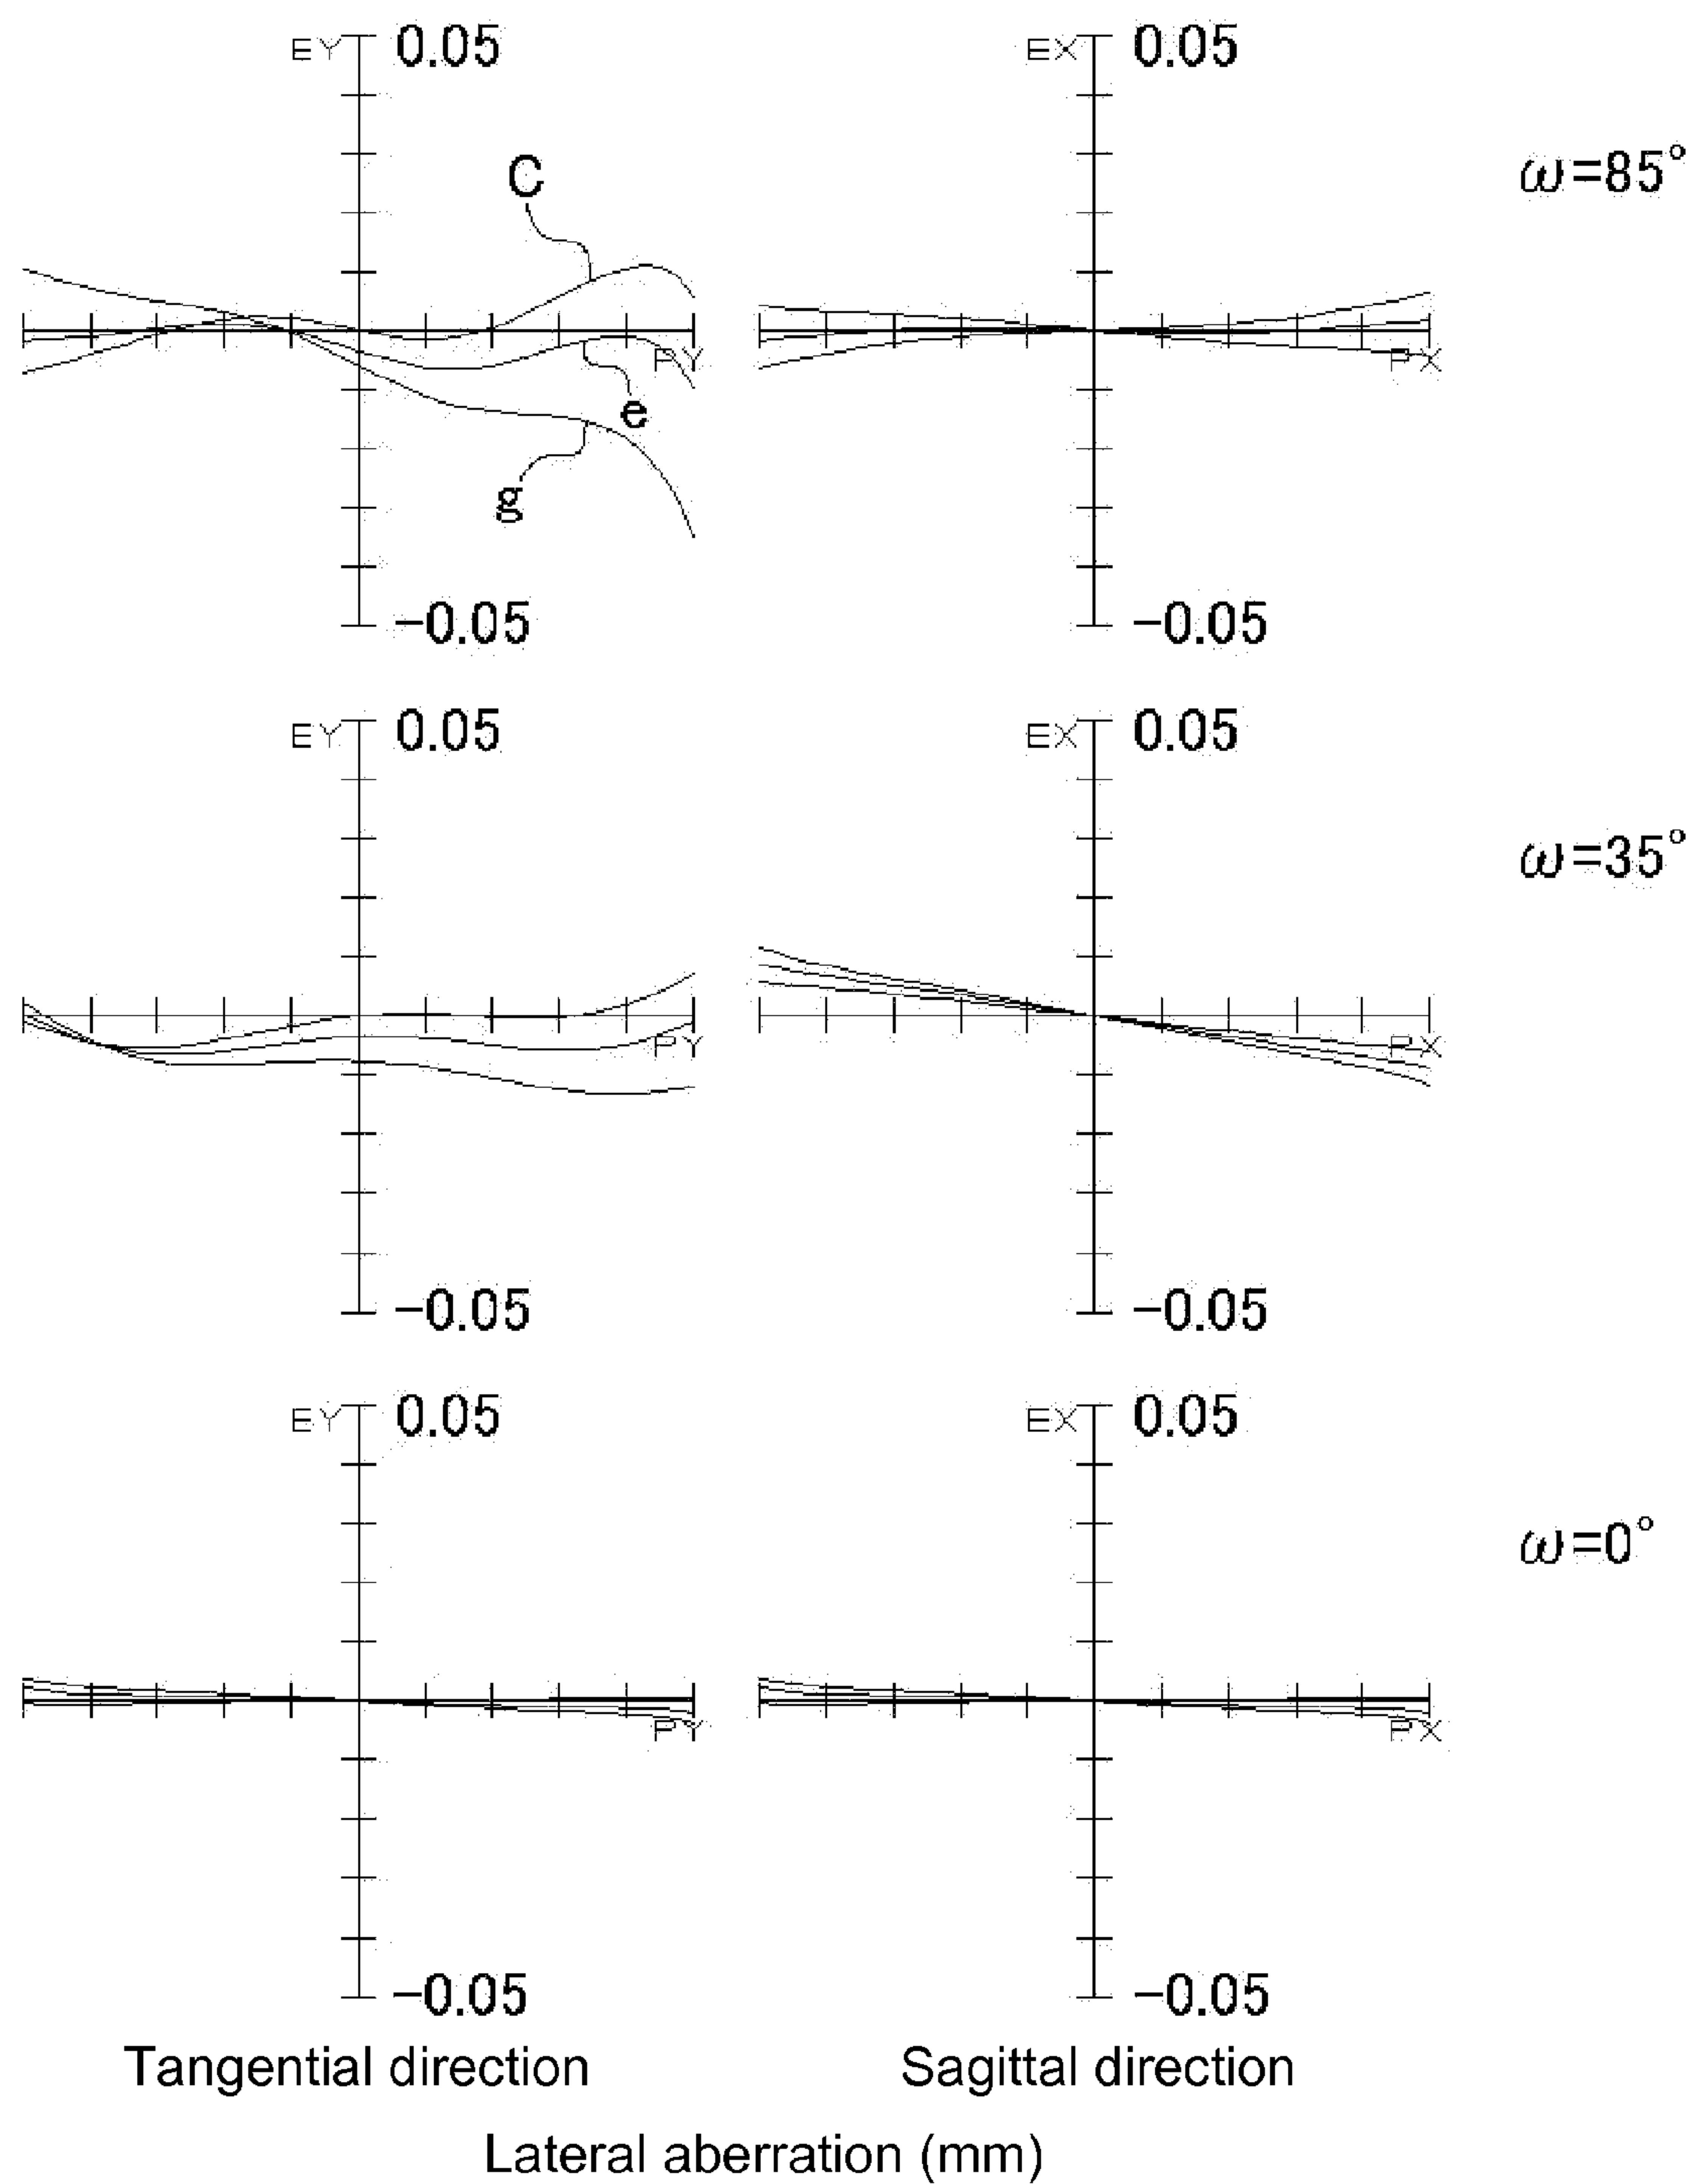 EY 0.05 EX 0.05
ω=85°
C
PY PX
e
g
-0.05 -0.05
EY 0.05 EX 0.05
ω=35°
PY PX
-0.05 -0.05
EY 0.05 EX 0.05
ω=0°
PY PX
-0.05 -0.05
Tangential direction Sagittal direction
Lateral aberration (mm)